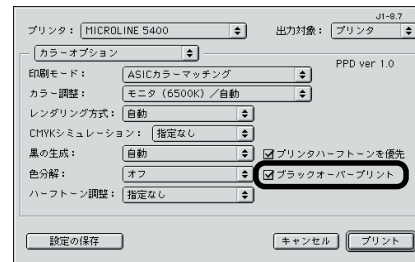 J1-8.7
プリンタ： MICROLINE 5400 出力対象： プリンタ
カラーオプション PPD ver 1.0
印刷モード： ASICカラーマッチング
カラー調整： モニタ（6500K）／自動
レンダリング方式： 自動
CMYKシミュレーション： 指定なし
黒の生成： 自動 プリンタハーフトーンを優先
色分解： オフ ブラックオーバープリント
ハーフトーン調整： 指定なし
設定の保存 キャンセル プリント